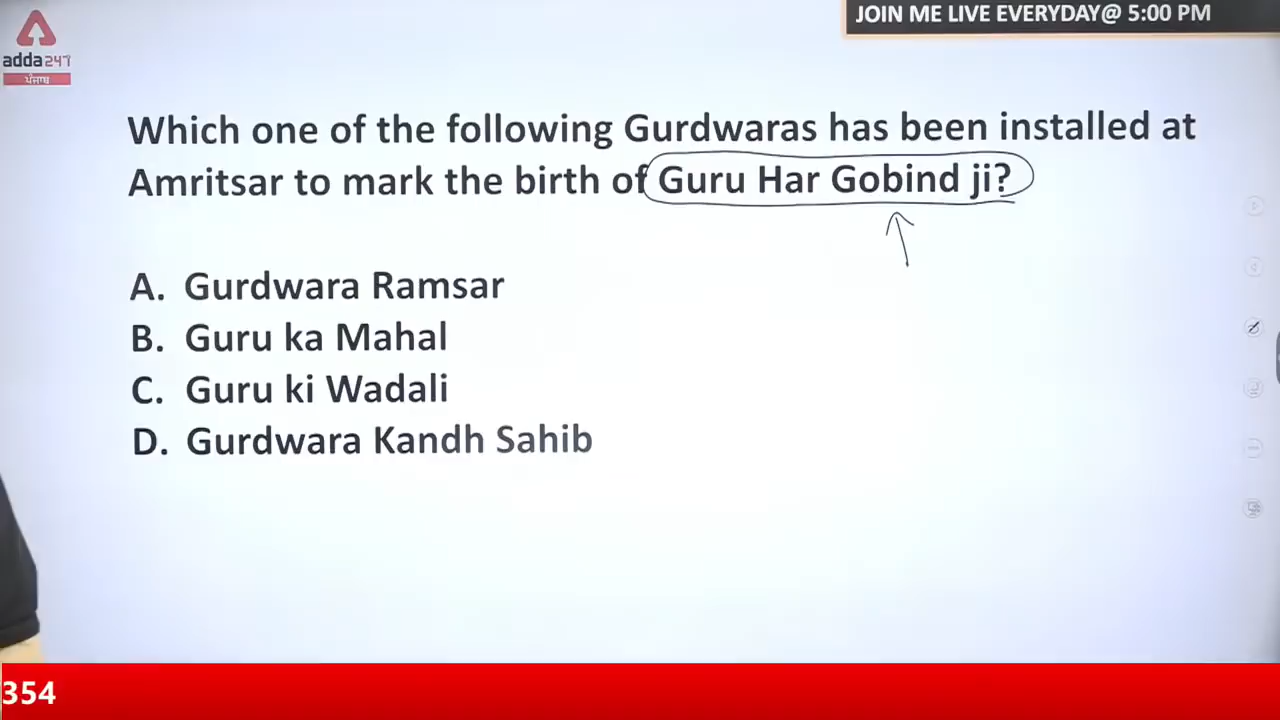 JOIN ME LIVE EVERYDAY@ 5:00 PM
adda247
ਪੰਜਾਬ
Which one of the following Gurdwaras has been installed at
Amritsar to mark the birth of Guru Har Gobind ji?
A. Gurdwara Ramsar
B. Guru ka Mahal
C. Guru ki Wadali
D. Gurdwara Kandh Sahib
354